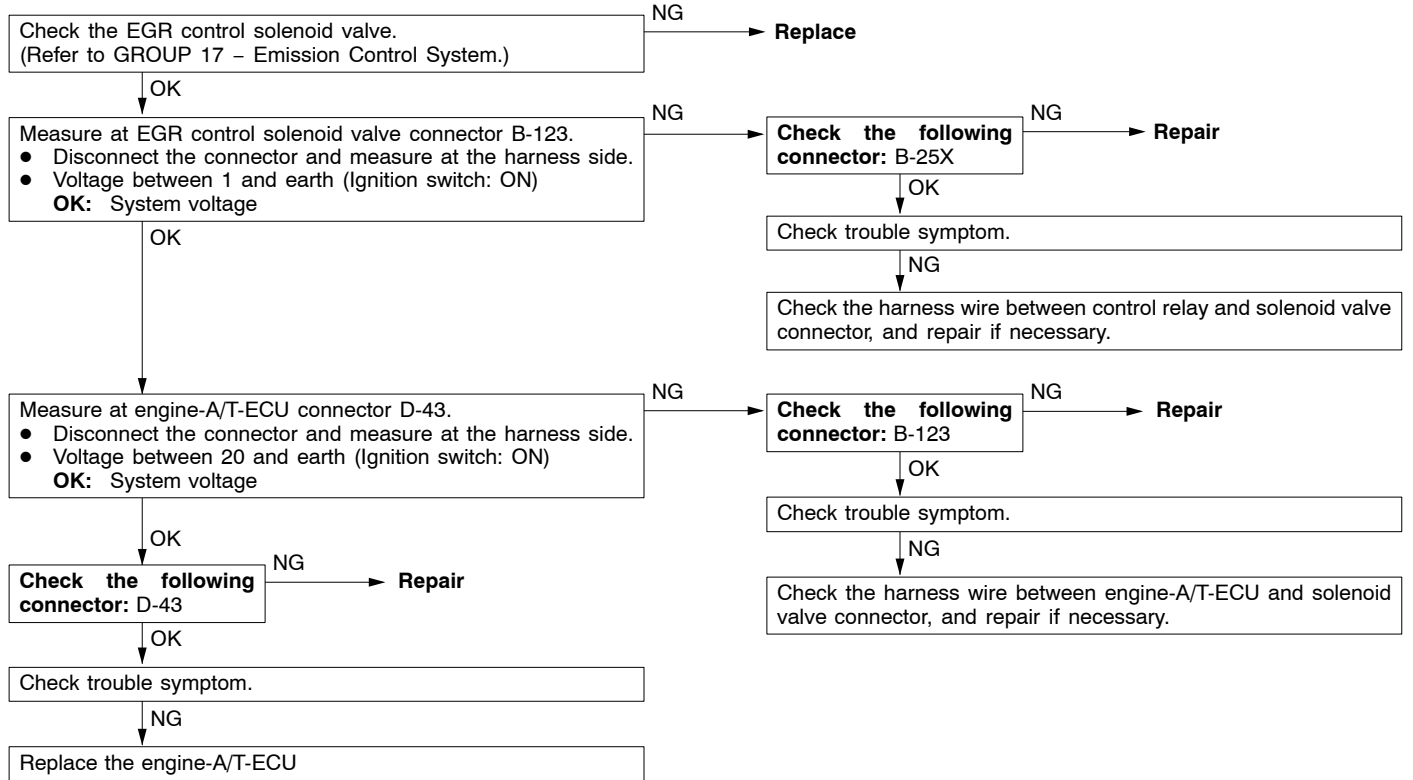 Check the EGR control solenoid valve.
(Refer to GROUP 17 – Emission Control System.)
NG
Replace
OK
Measure at EGR control solenoid valve connector B-123.
● Disconnect the connector and measure at the harness side.
● Voltage between 1 and earth (Ignition switch: ON)
OK: System voltage
NG
Check the following
connector: B-25X
NG
Repair
OK
Check trouble symptom.
NG
Check the harness wire between control relay and solenoid valve
connector, and repair if necessary.
OK
Measure at engine-A/T-ECU connector D-43.
● Disconnect the connector and measure at the harness side.
● Voltage between 20 and earth (Ignition switch: ON)
OK: System voltage
NG
Check the following
connector: B-123
NG
Repair
OK
Check trouble symptom.
NG
Check the harness wire between engine-A/T-ECU and solenoid
valve connector, and repair if necessary.
OK
Check the following
connector: D-43
NG
Repair
OK
Check trouble symptom.
NG
Replace the engine-A/T-ECU